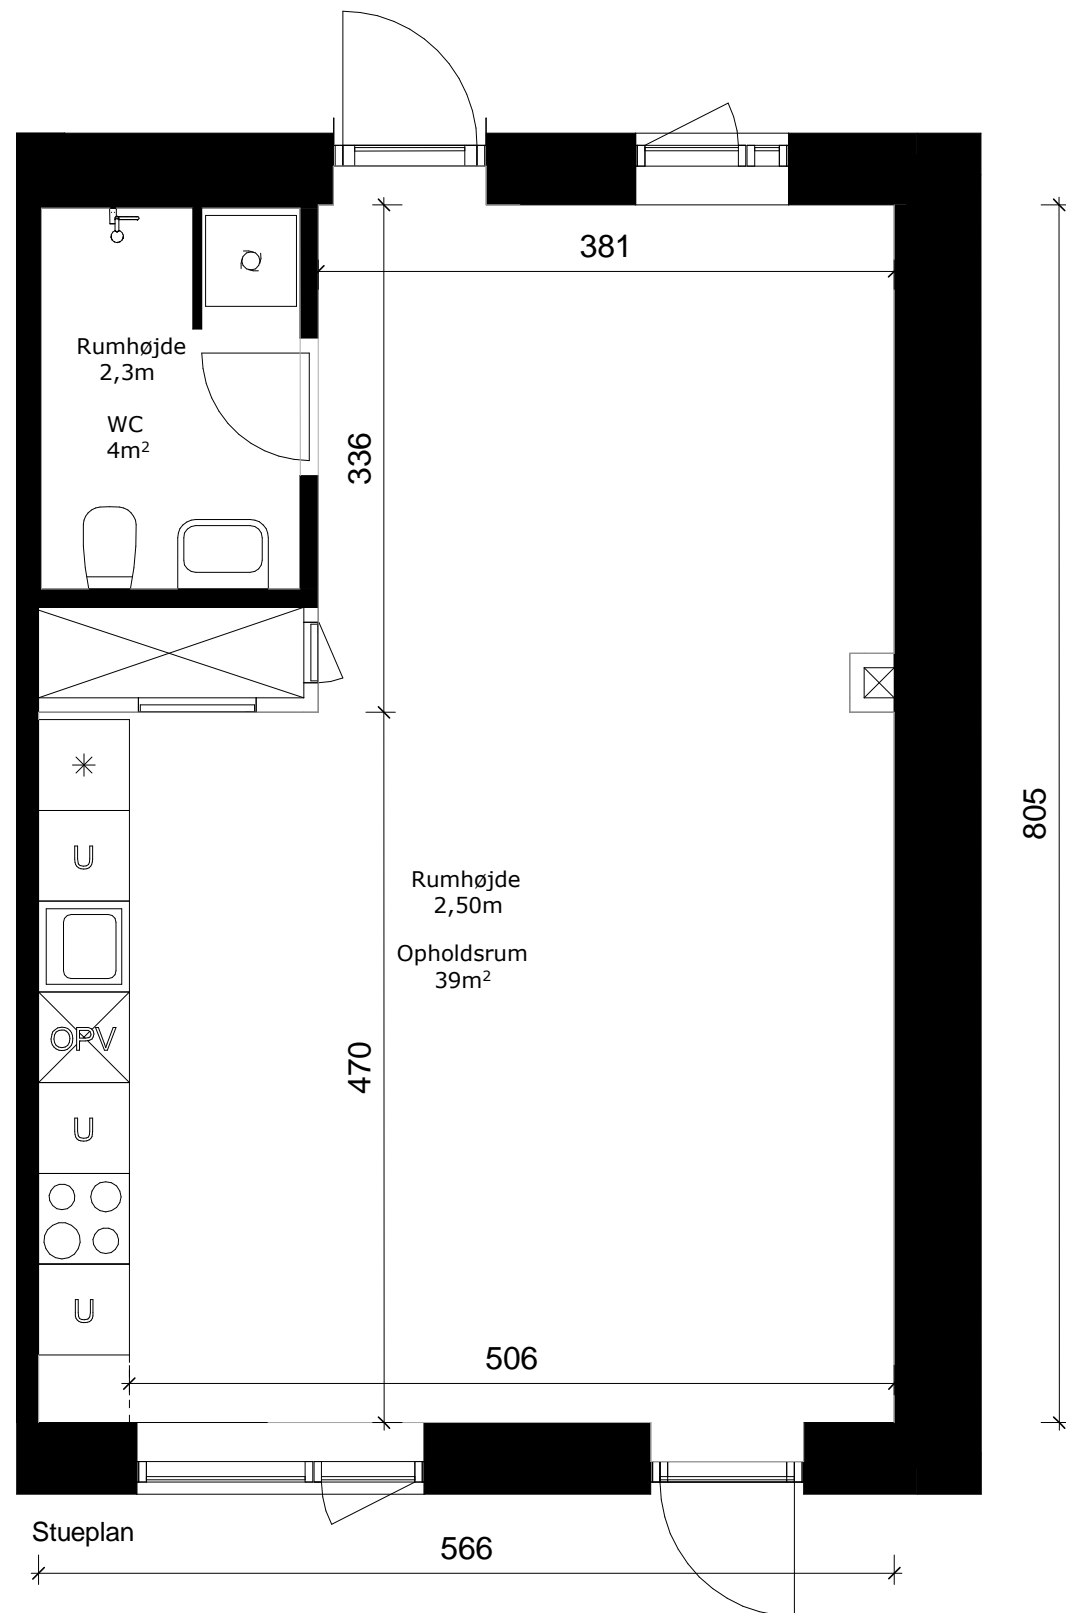 381
Rumhøjde
2,3m
WC
4m²
336
805
U
Rumhøjde
2,50m
Opholdsrum
39m²
OPV
470
U
U
506
Stueplan
566